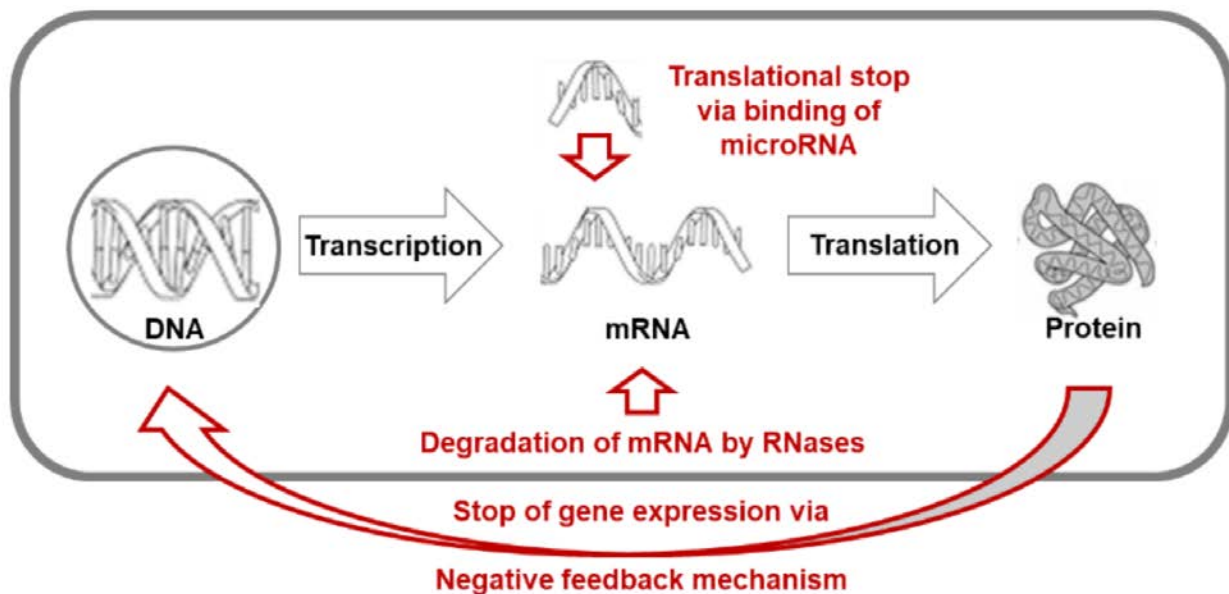 Translational stop
via binding of
microRNA
Transcription
Translation
DNA
mRNA
Protein
Degradation of mRNA by RNases
Stop of gene expression via
Negative feedback mechanism